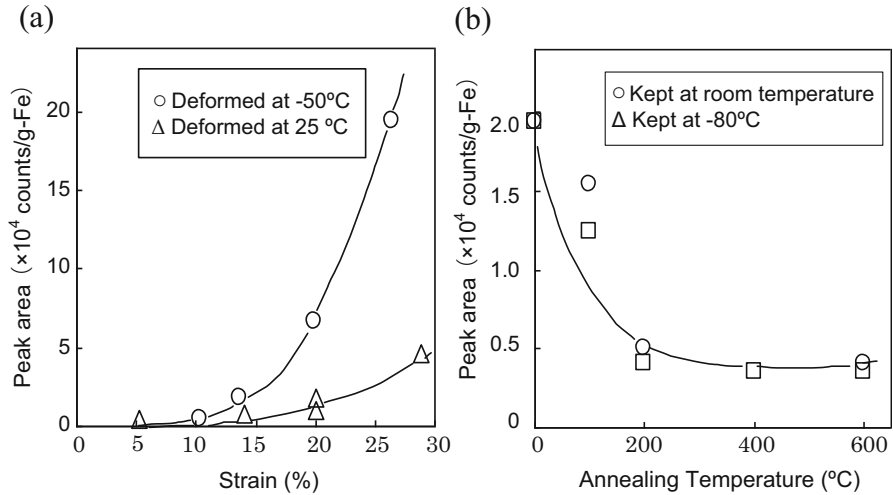 (a)
Peak area (×10⁴ counts/g-Fe)
20
15
10
5
0
○ Deformed at -50ºC
△ Deformed at 25 ºC
0 5 10 15 20 25 30
Strain (%)
(b)
Peak area (×10⁴ counts/g-Fe)
2.0
1.5
1.0
0.5
0
○ Kept at room temperature
Δ Kept at -80ºC
0 200 400 600
Annealing Temperature (ºC)